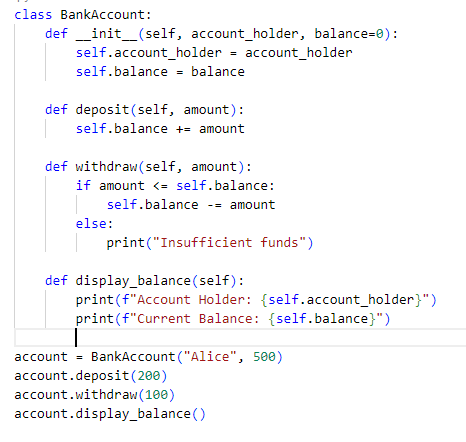 class BankAccount:
    def __init__(self, account_holder, balance=0):
        self.account_holder = account_holder
        self.balance = balance

    def deposit(self, amount):
        self.balance += amount

    def withdraw(self, amount):
        if amount <= self.balance:
            self.balance -= amount
        else:
            print("Insufficient funds")

    def display_balance(self):
        print(f"Account Holder: {self.account_holder}")
        print(f"Current Balance: {self.balance}")

account = BankAccount("Alice", 500)
account.deposit(200)
account.withdraw(100)
account.display_balance()